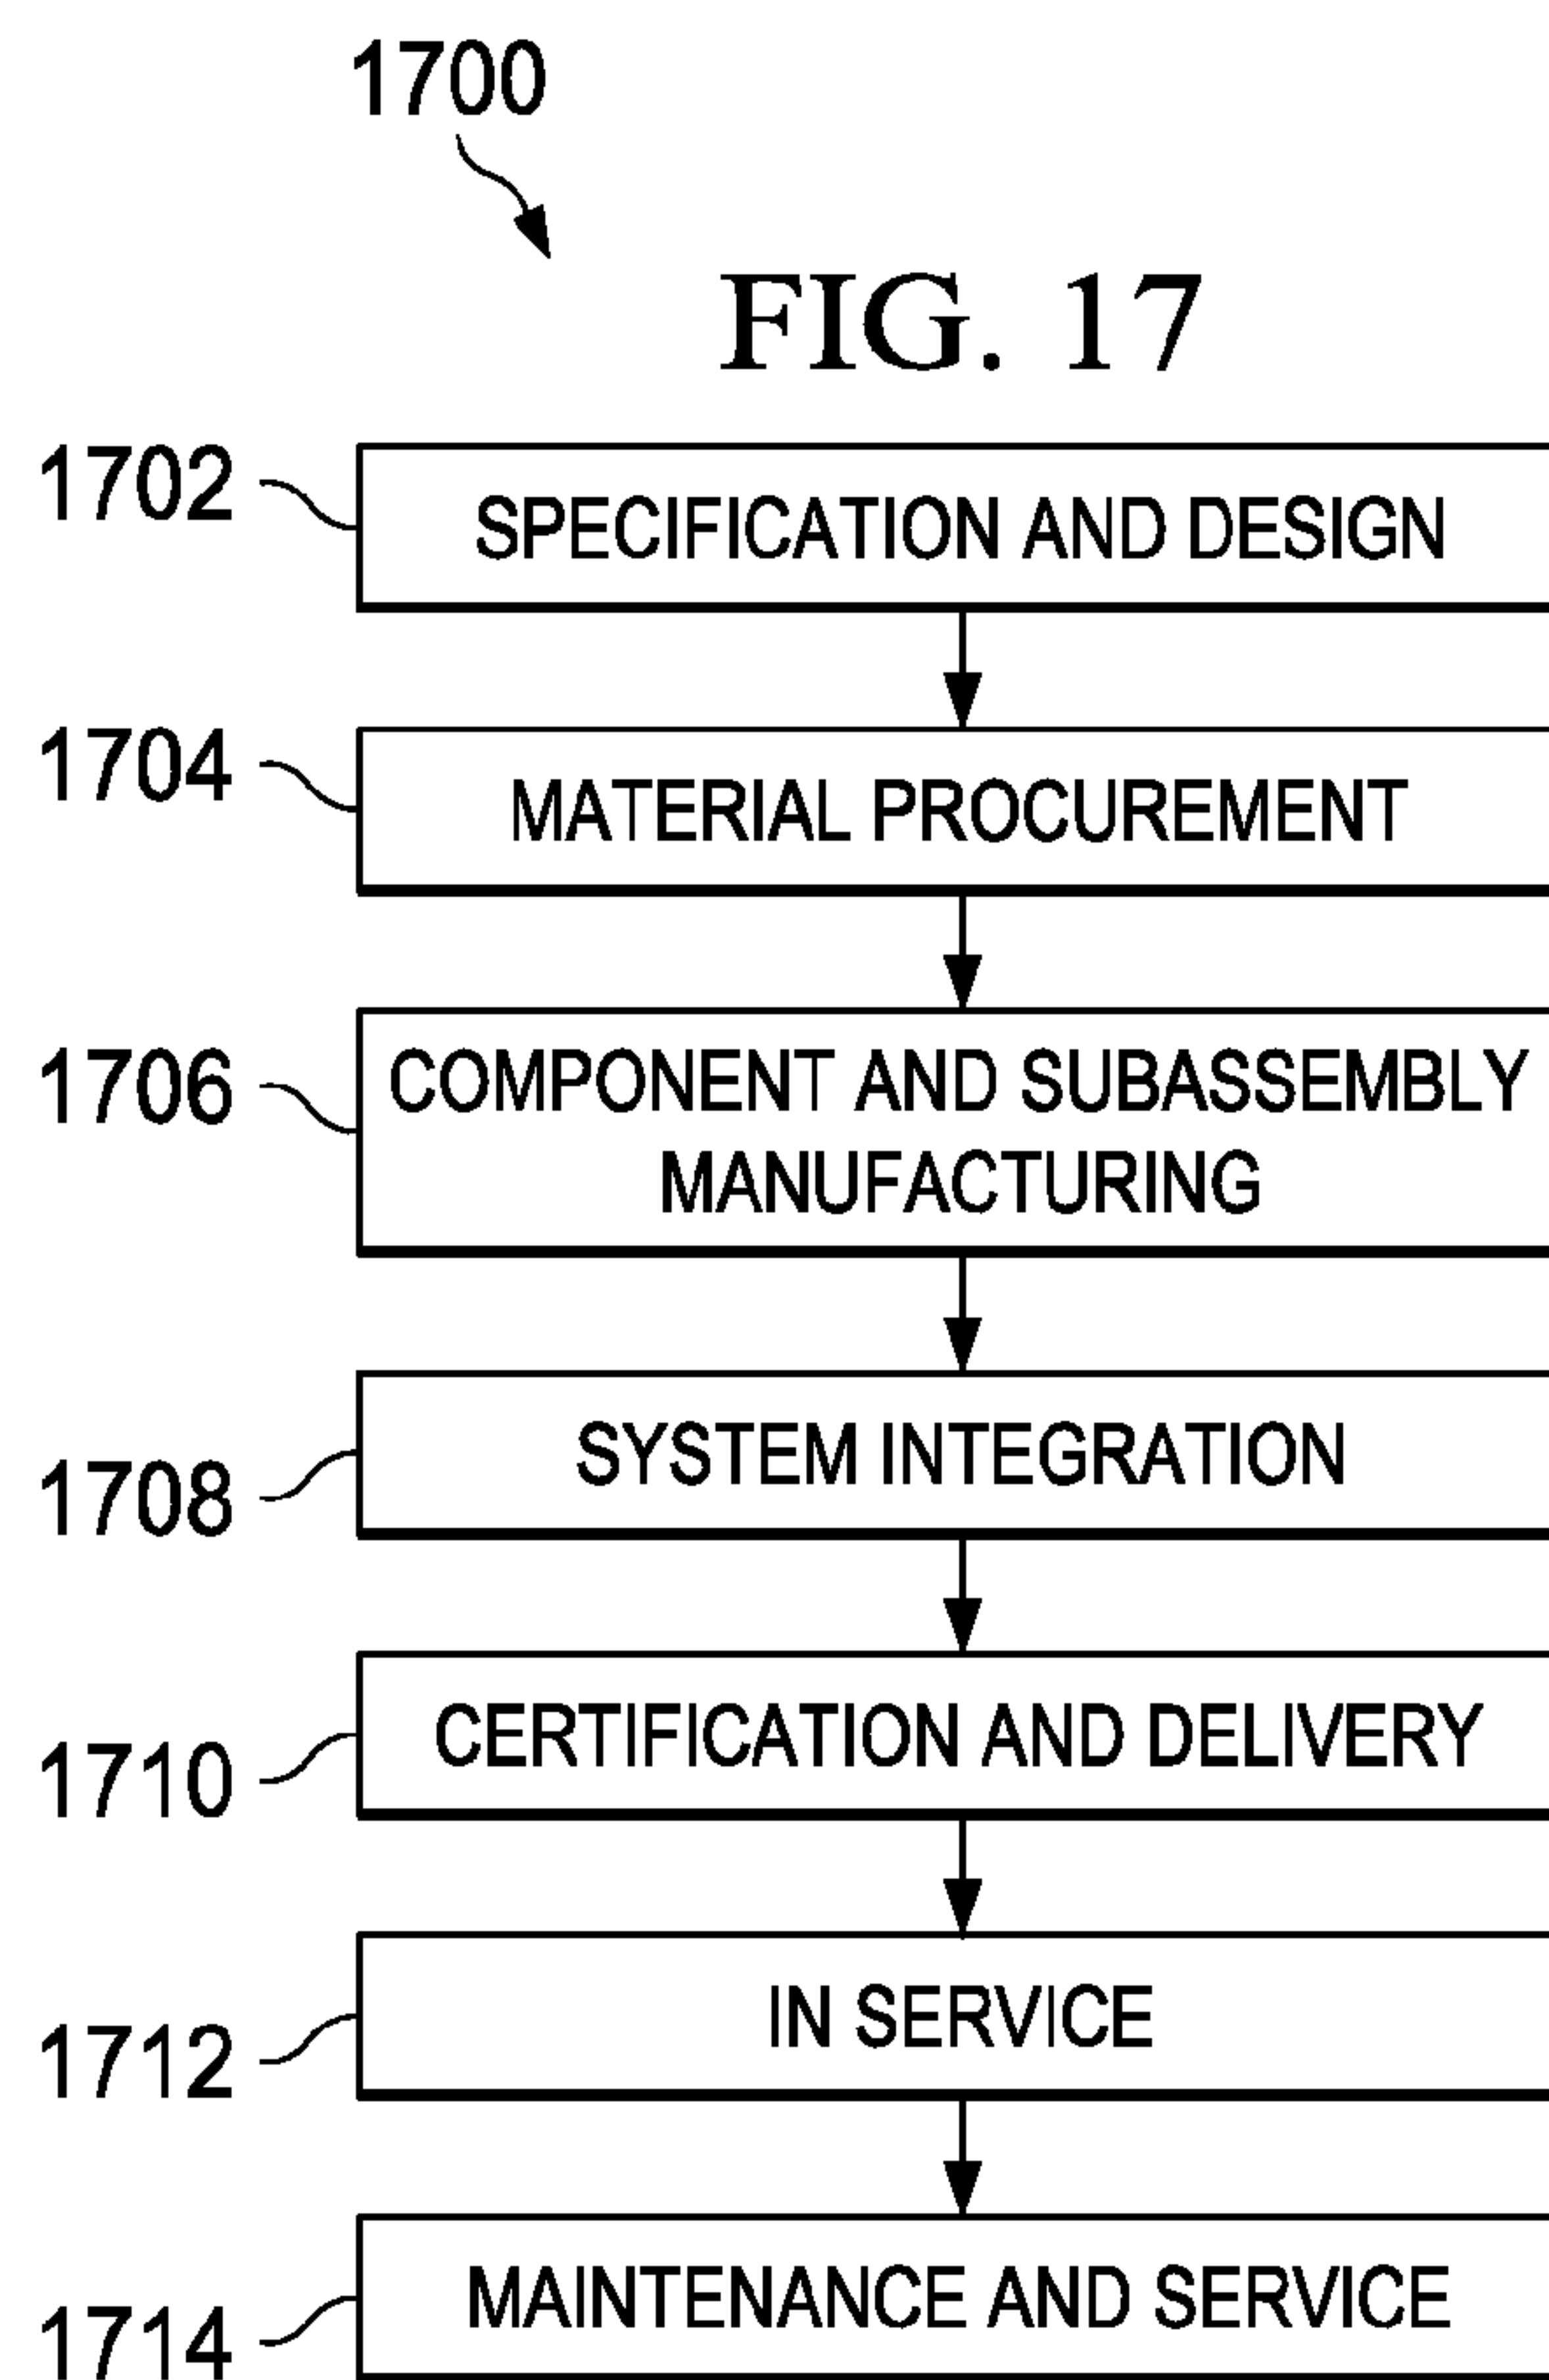 1700
FIG. 17
1702
SPECIFICATION AND DESIGN
1704
MATERIAL PROCUREMENT
1706
COMPONENT AND SUBASSEMBLY
MANUFACTURING
1708
SYSTEM INTEGRATION
1710
CERTIFICATION AND DELIVERY
1712
IN SERVICE
1714
MAINTENANCE AND SERVICE